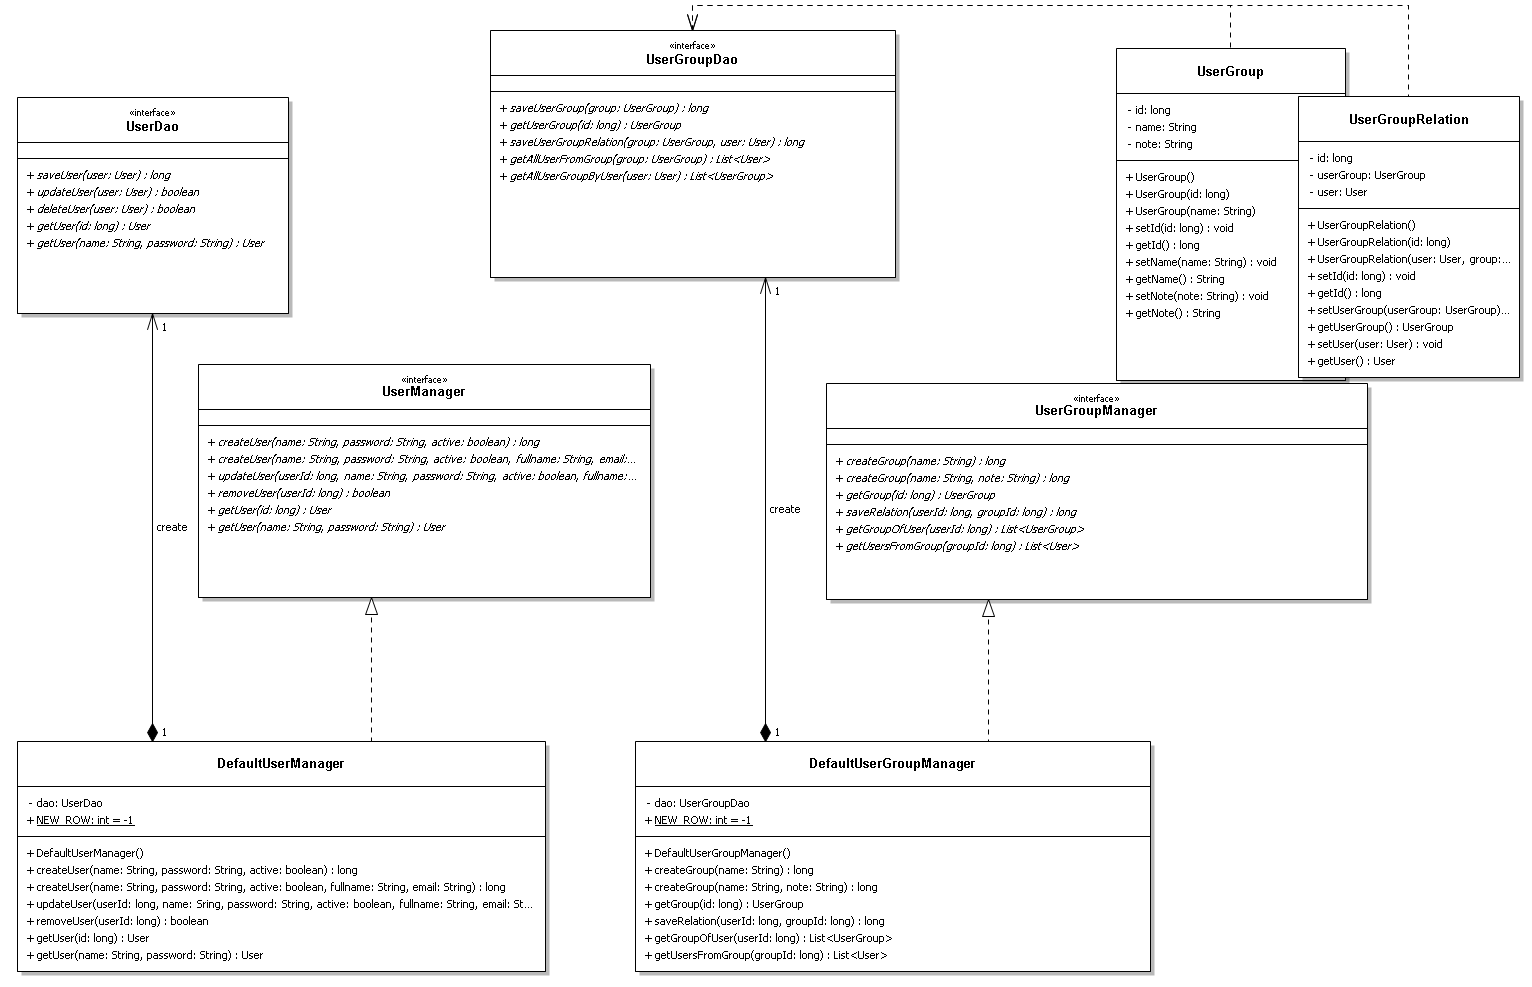 «interface»
UserGroupDao
+ saveUserGroup(group: UserGroup) : long
+ getUserGroup(id: long) : UserGroup
+ saveUserGroupRelation(group: UserGroup, user: User) : long
+ getAllUserFromGroup(group: UserGroup) : List<User>
+ getAllUserGroupByUser(user: User) : List<UserGroup>
UserGroup
- id: long
- name: String
- note: String
+ UserGroup()
+ UserGroup(id: long)
+ UserGroup(name: String)
+ setId(id: long) : void
+ getId() : long
+ setName(name: String) : void
+ getName() : String
+ setNote(note: String) : void
+ getNote() : String
UserGroupRelation
- id: long
- userGroup: UserGroup
- user: User
+ UserGroupRelation()
+ UserGroupRelation(id: long)
+ UserGroupRelation(user: User, group:...
+ setId(id: long) : void
+ getId() : long
+ setUserGroup(userGroup: UserGroup)...
+ getUserGroup() : UserGroup
+ setUser(user: User) : void
+ getUser() : User
«interface»
UserDao
+ saveUser(user: User) : long
+ updateUser(user: User) : boolean
+ deleteUser(user: User) : boolean
+ getUser(id: long) : User
+ getUser(name: String, password: String) : User
1
1
«interface»
UserManager
+ createUser(name: String, password: String, active: boolean) : long
+ createUser(name: String, password: String, active: boolean, fullname: String, email:...
+ updateUser(userId: long, name: String, password: String, active: boolean, fullname:...
+ removeUser(userId: long) : boolean
+ getUser(id: long) : User
+ getUser(name: String, password: String) : User
«interface»
UserGroupManager
+ createGroup(name: String) : long
+ createGroup(name: String, note: String) : long
+ getGroup(id: long) : UserGroup
+ saveRelation(userId: long, groupId: long) : long
+ getGroupOfUser(userId: long) : List<UserGroup>
+ getUsersFromGroup(groupId: long) : List<User>
create
create
1
1
DefaultUserManager
- dao: UserDao
+ NEW_ROW: int = -1
+ DefaultUserManager()
+ createUser(name: String, password: String, active: boolean) : long
+ createUser(name: String, password: String, active: boolean, fullname: String, email: String) : long
+ updateUser(userId: long, name: Sring, password: String, active: boolean, fullname: String, email: St...
+ removeUser(userId: long) : boolean
+ getUser(id: long) : User
+ getUser(name: String, password: String) : User
DefaultUserGroupManager
- dao: UserGroupDao
+ NEW_ROW: int = -1
+ DefaultUserGroupManager()
+ createGroup(name: String) : long
+ createGroup(name: String, note: String) : long
+ getGroup(id: long) : UserGroup
+ saveRelation(userId: long, groupId: long) : long
+ getGroupOfUser(userId: long) : List<UserGroup>
+ getUsersFromGroup(groupId: long) : List<User>